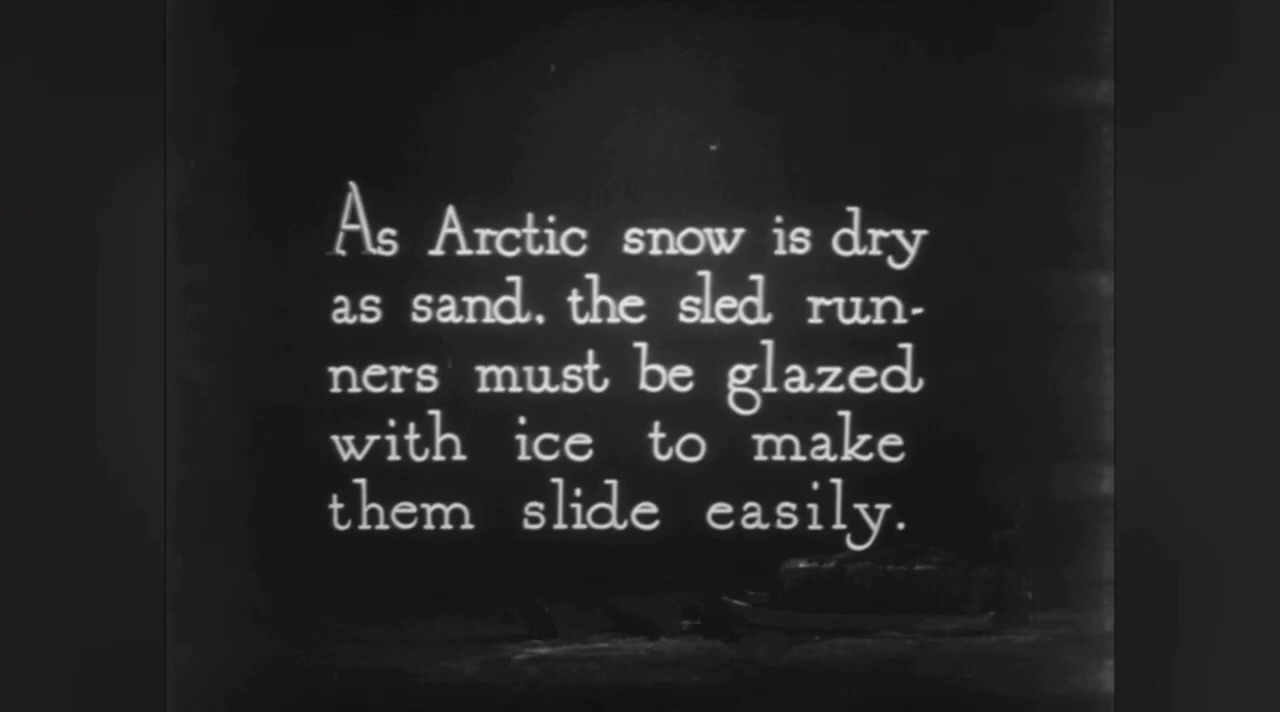 As Arctic snow is dry
as sand, the sled run-
ners must be glazed
with ice to make
them slide easily.